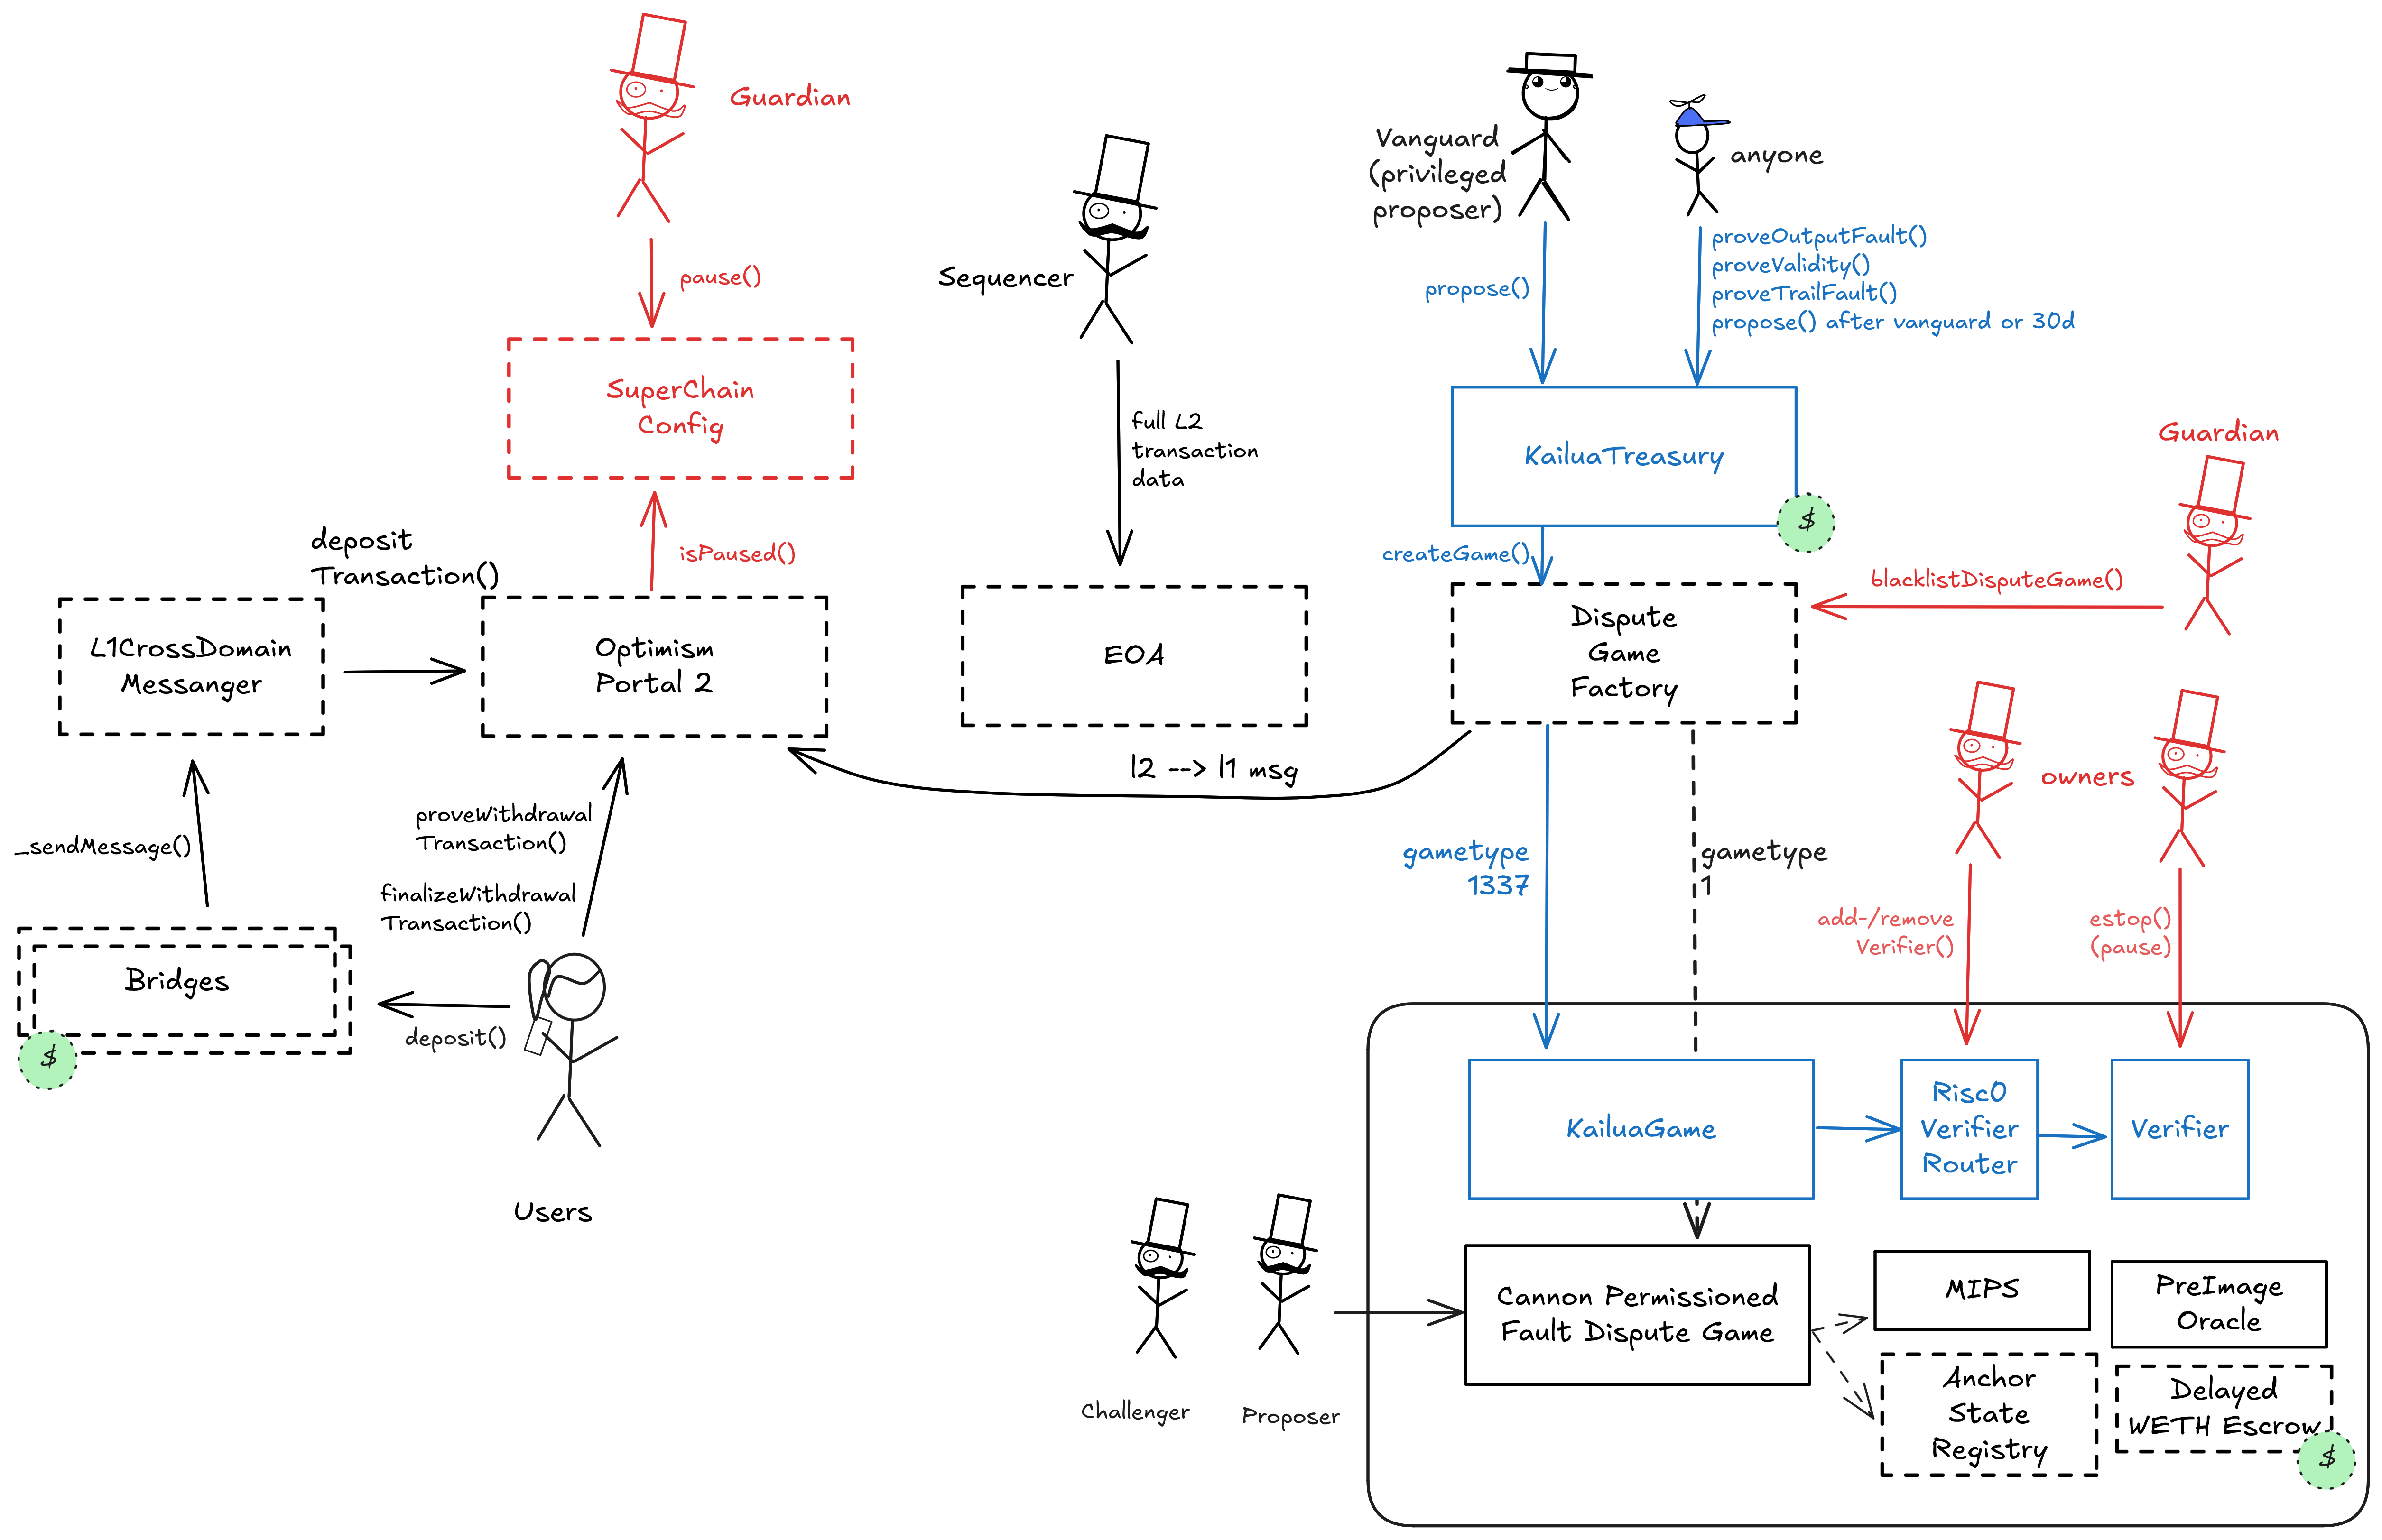 Guardian
pause()
SuperChain
Config
isPaused()
deposit
Transaction()
L1CrossDomain
Messanger
Optimism
Portal 2
_sendMessage()
proveWithdrawal
Transaction()
finalizeWithdrawal
Transaction()
Bridges
$
deposit()
Users
Sequencer
full L2
transaction
data
EOA
l2 --> l1 msg
Vanguard
(privileged
proposer)
anyone
propose()
proveOutputFault()
proveValidity()
proveTrailFault()
propose() after vanguard or 30d
KailuaTreasury
$
createGame()
Dispute
Game
Factory
Guardian
blacklistDisputeGame()
owners
gametype
1337
gametype
1
add-/remove
Verifier()
estop()
(pause)
KailuaGame
Risc0
Verifier
Router
Verifier
Challenger
Proposer
Cannon Permissioned
Fault Dispute Game
MIPS
PreImage
Oracle
Anchor
State
Registry
Delayed
WETH Escrow
$